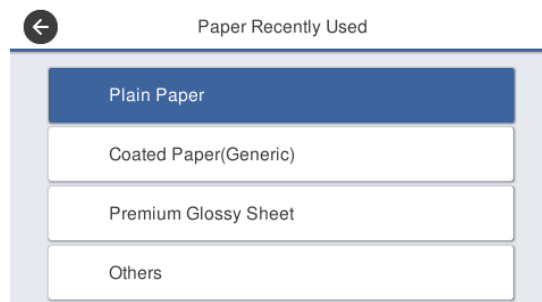 Paper Recently Used
Plain Paper
Coated Paper(Generic)
Premium Glossy Sheet
Others